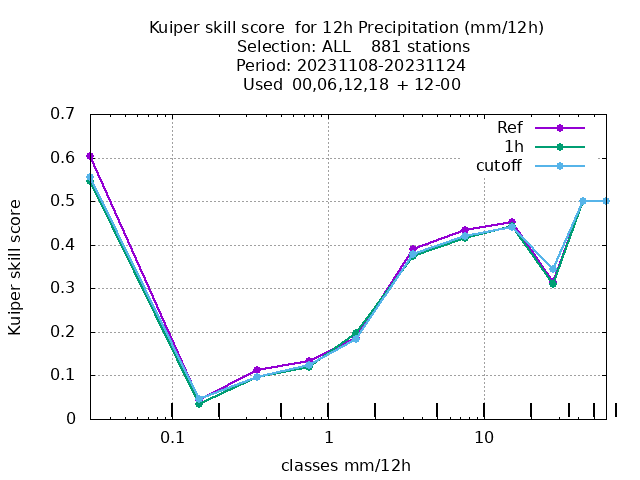 Kuiper skill score  for 12h Precipitation (mm/12h)
Selection: ALL    881 stations
Period: 20231108-20231124
Used  00,06,12,18  + 12-00
Ref
1h
cutoff
0.7
0.6
0.5
0.4
0.3
0.2
0.1
0
Kuiper skill score
0.1
1
10
classes mm/12h